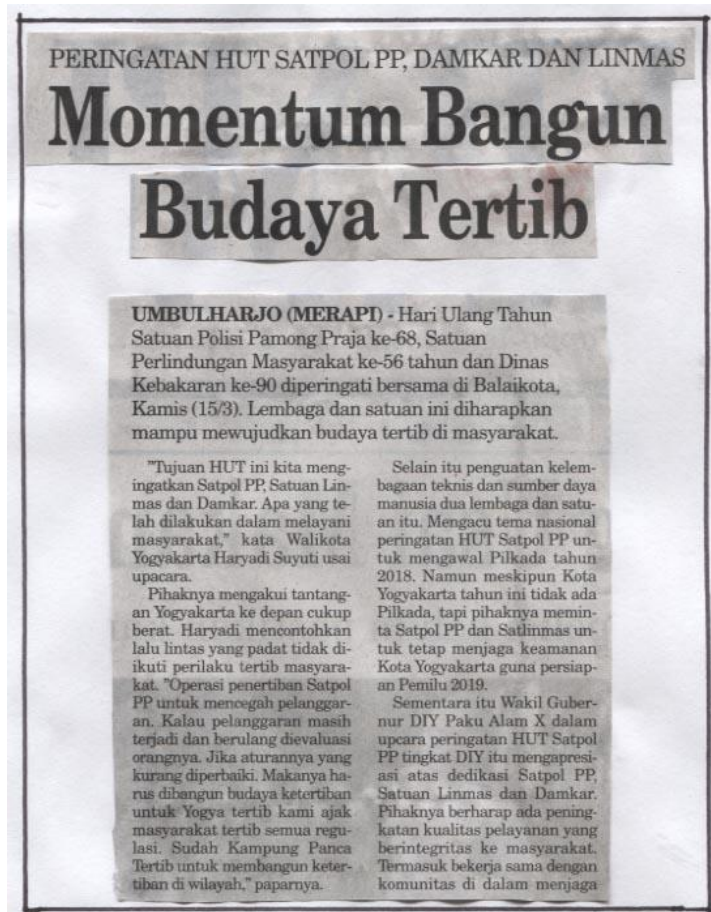 PERINGATAN HUT SATPOL PP, DAMKAR DAN LINMAS
Momentum Bangun
Budaya Tertib
UMBULHARJO (MERAPI) - Hari Ulang Tahun
Satuan Polisi Pamong Praja ke-68, Satuan
Perlindungan Masyarakat ke-56 tahun dan Dinas
Kebakaran ke-90 diperingati bersama di Balaikota,
Kamis (15/3). Lembaga dan satuan ini diharapkan
mampu mewujudkan budaya tertib di masyarakat.
"Tujuan HUT ini kita meng-
ingatkan Satpol PP, Satuan Lin-
mas dan Damkar. Apa yang te-
lah dilakukan dalam melayani
masyarakat," kata Walikota
Yogyakarta Haryadi Suyuti usai
upacara.
Pihaknya mengakui tantang-
an Yogyakarta ke depan cukup
berat. Haryadi mencontohkan
lalu lintas yang padat tidak di-
ikuti perilaku tertib masyara-
kat. "Operasi penertiban Satpol
PP untuk mencegah pelanggar-
an. Kalau pelanggaran masih
terjadi dan berulang dievaluasi
orangnya. Jika aturannya yang
kurang diperbaiki. Makanya ha-
rus dibangun budaya ketertiban
untuk Yogya tertib kami ajak
masyarakat tertib semua regu-
lasi. Sudah Kampung Panca
Tertib untuk membangun keter-
tiban di wilayah," paparnya.
Selain itu penguatan kelem-
bagaan teknis dan sumber daya
manusia dua lembaga dan satu-
an itu. Mengacu tema nasional
peringatan HUT Satpol PP un-
tuk mengawal Pilkada tahun
2018. Namun meskipun Kota
Yogyakarta tahun ini tidak ada
Pilkada, tapi pihaknya memin-
ta Satpol PP dan Satlinmas un-
tuk tetap menjaga keamanan
Kota Yogyakarta guna persiap-
an Pemilu 2019.
Sementara itu Wakil Guber-
nur DIY Paku Alam X dalam
upcara peringatan HUT Satpol
PP tingkat DIY itu mengapresi-
asi atas dedikasi Satpol PP,
Satuan Linmas dan Damkar.
Pihaknya berharap ada pening-
katan kualitas pelayanan yang
berintegritas ke masyarakat.
Termasuk bekerja sama dengan
komunitas di dalam menjaga